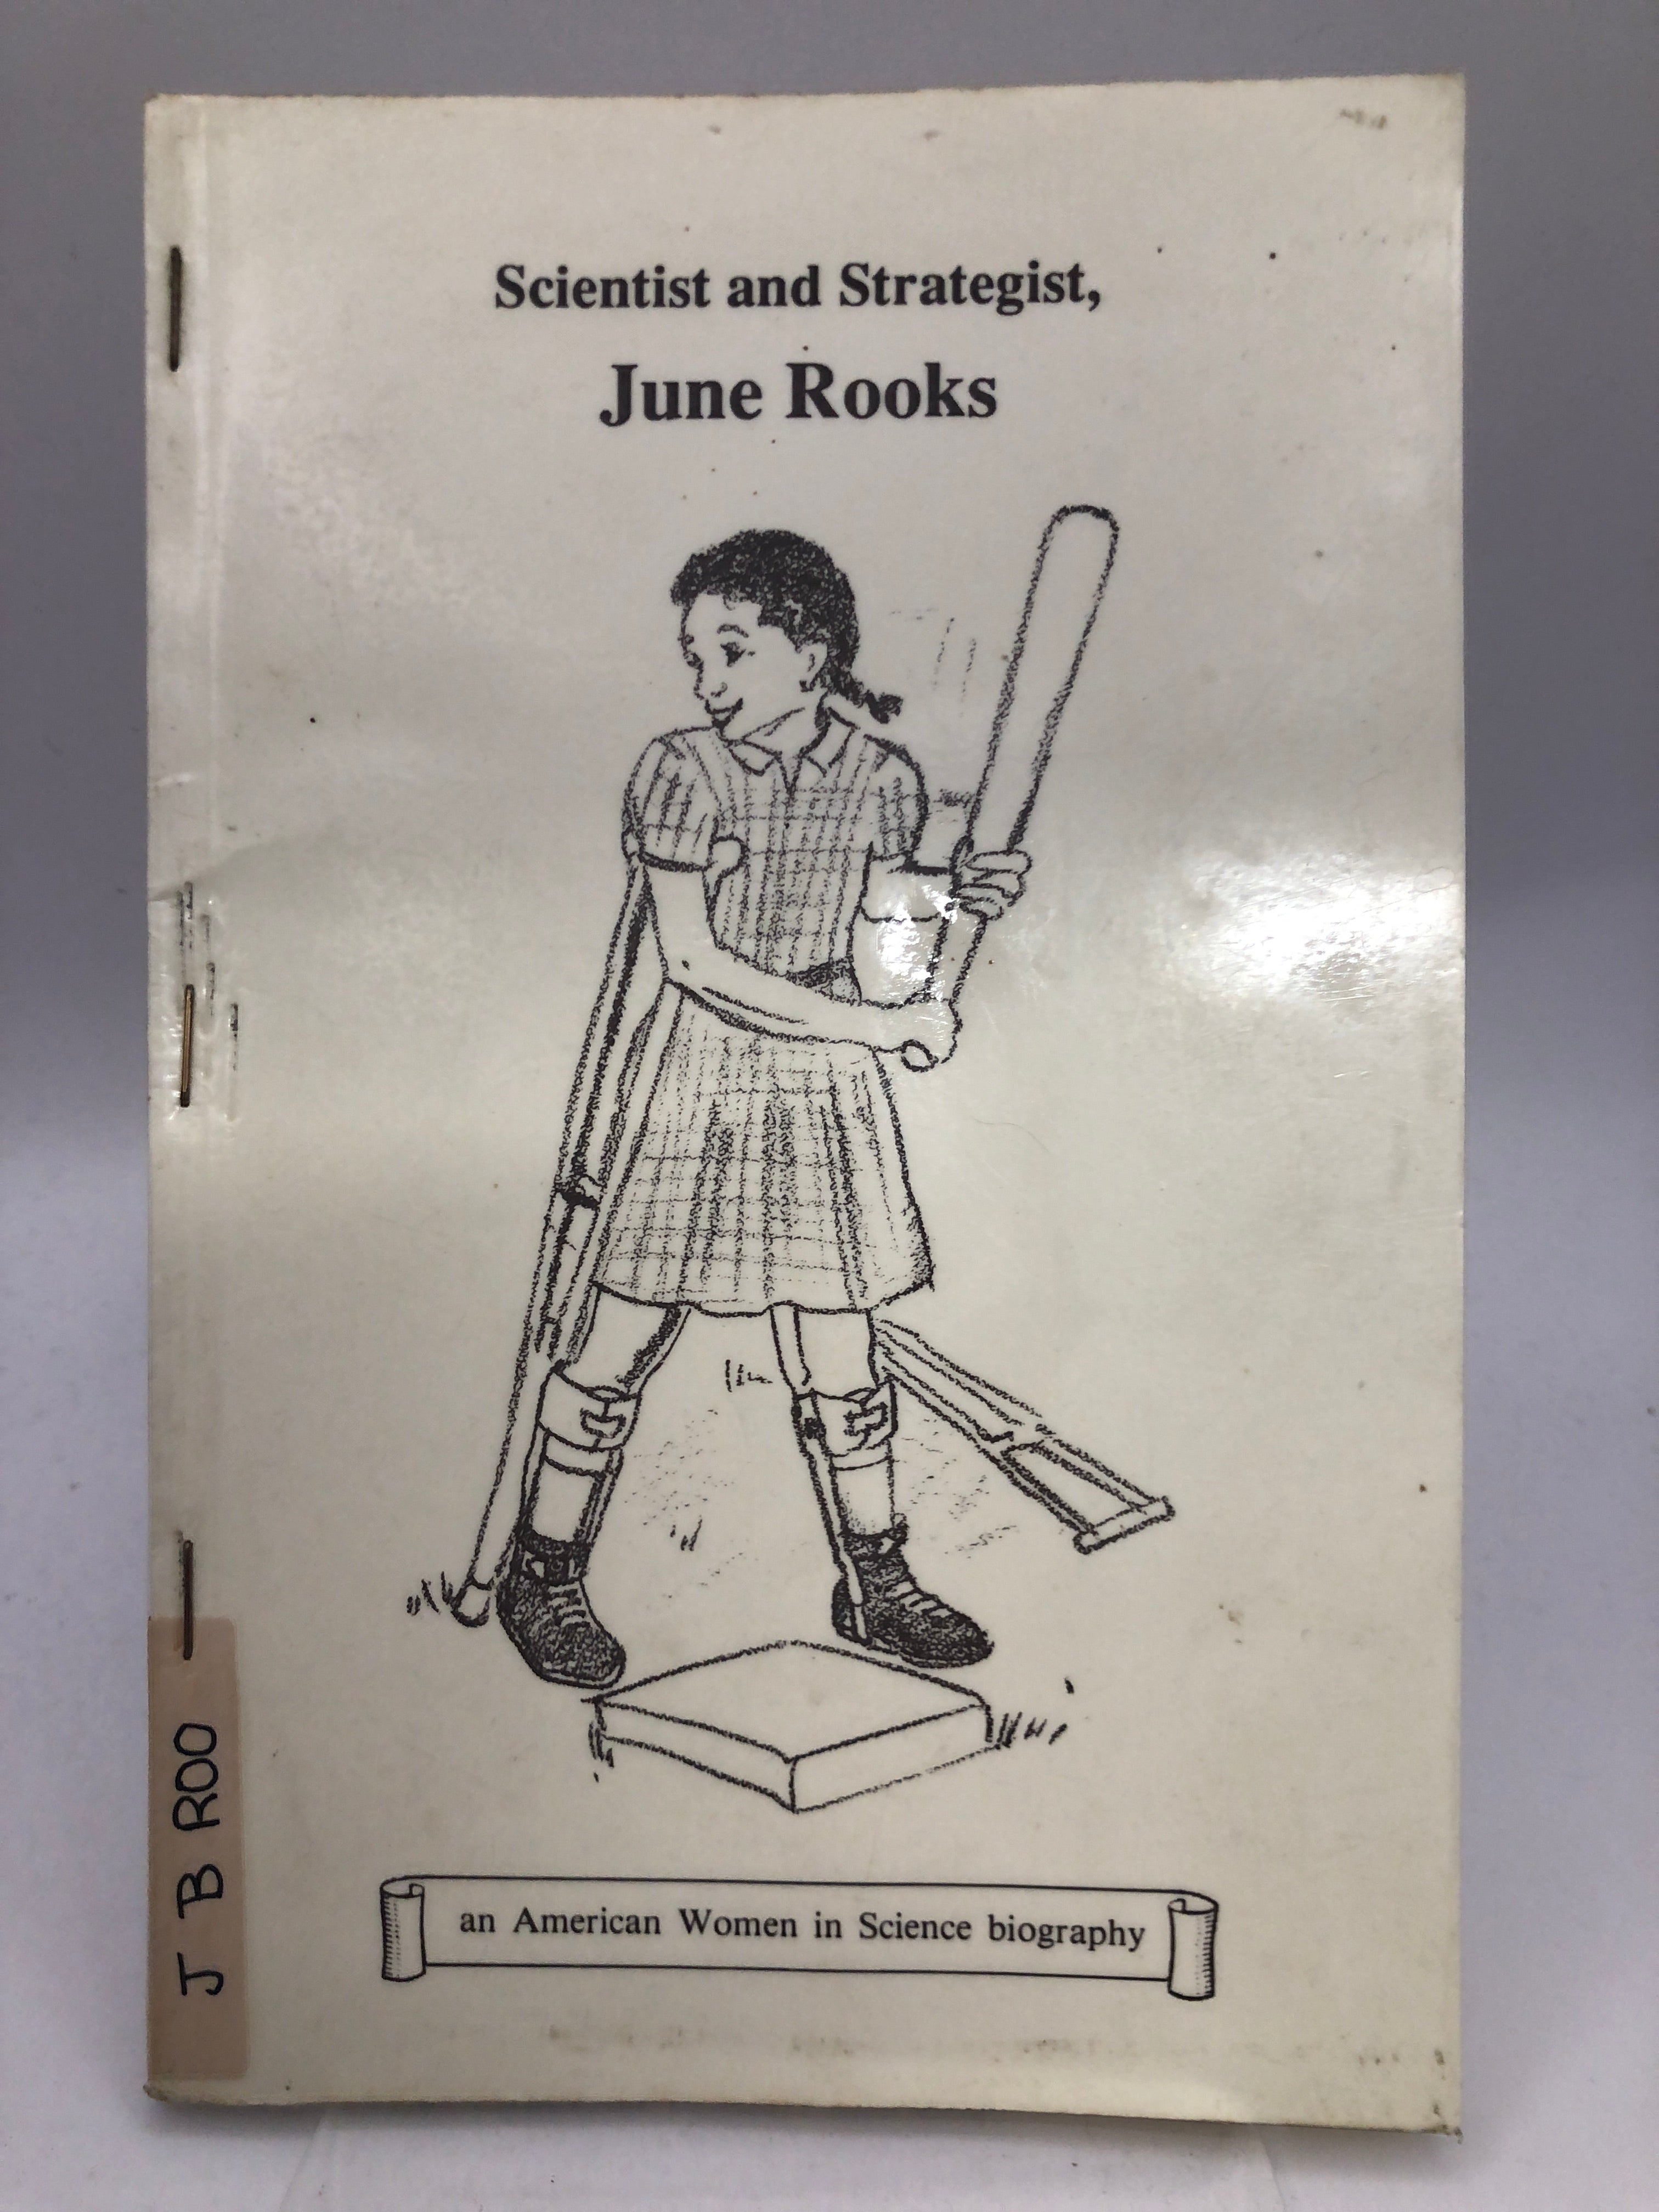 Scientist and Strategist,
June Rooks
an American Women in Science biography
J B ROO